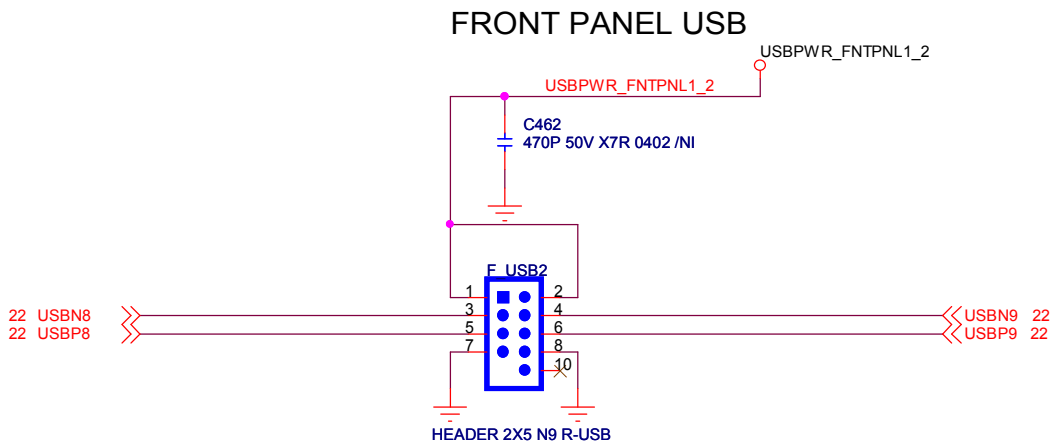 FRONT PANEL USB
USBPWR_FNTPNL1_2
USBPWR_FNTPNL1_2
C462
470P 50V X7R 0402 /NI
F_USB2
1 2
22 USBN8 3 4 USBN9 22
22 USBP8 5 6 USBP9 22
7 8
10
HEADER 2X5 N9 R-USB